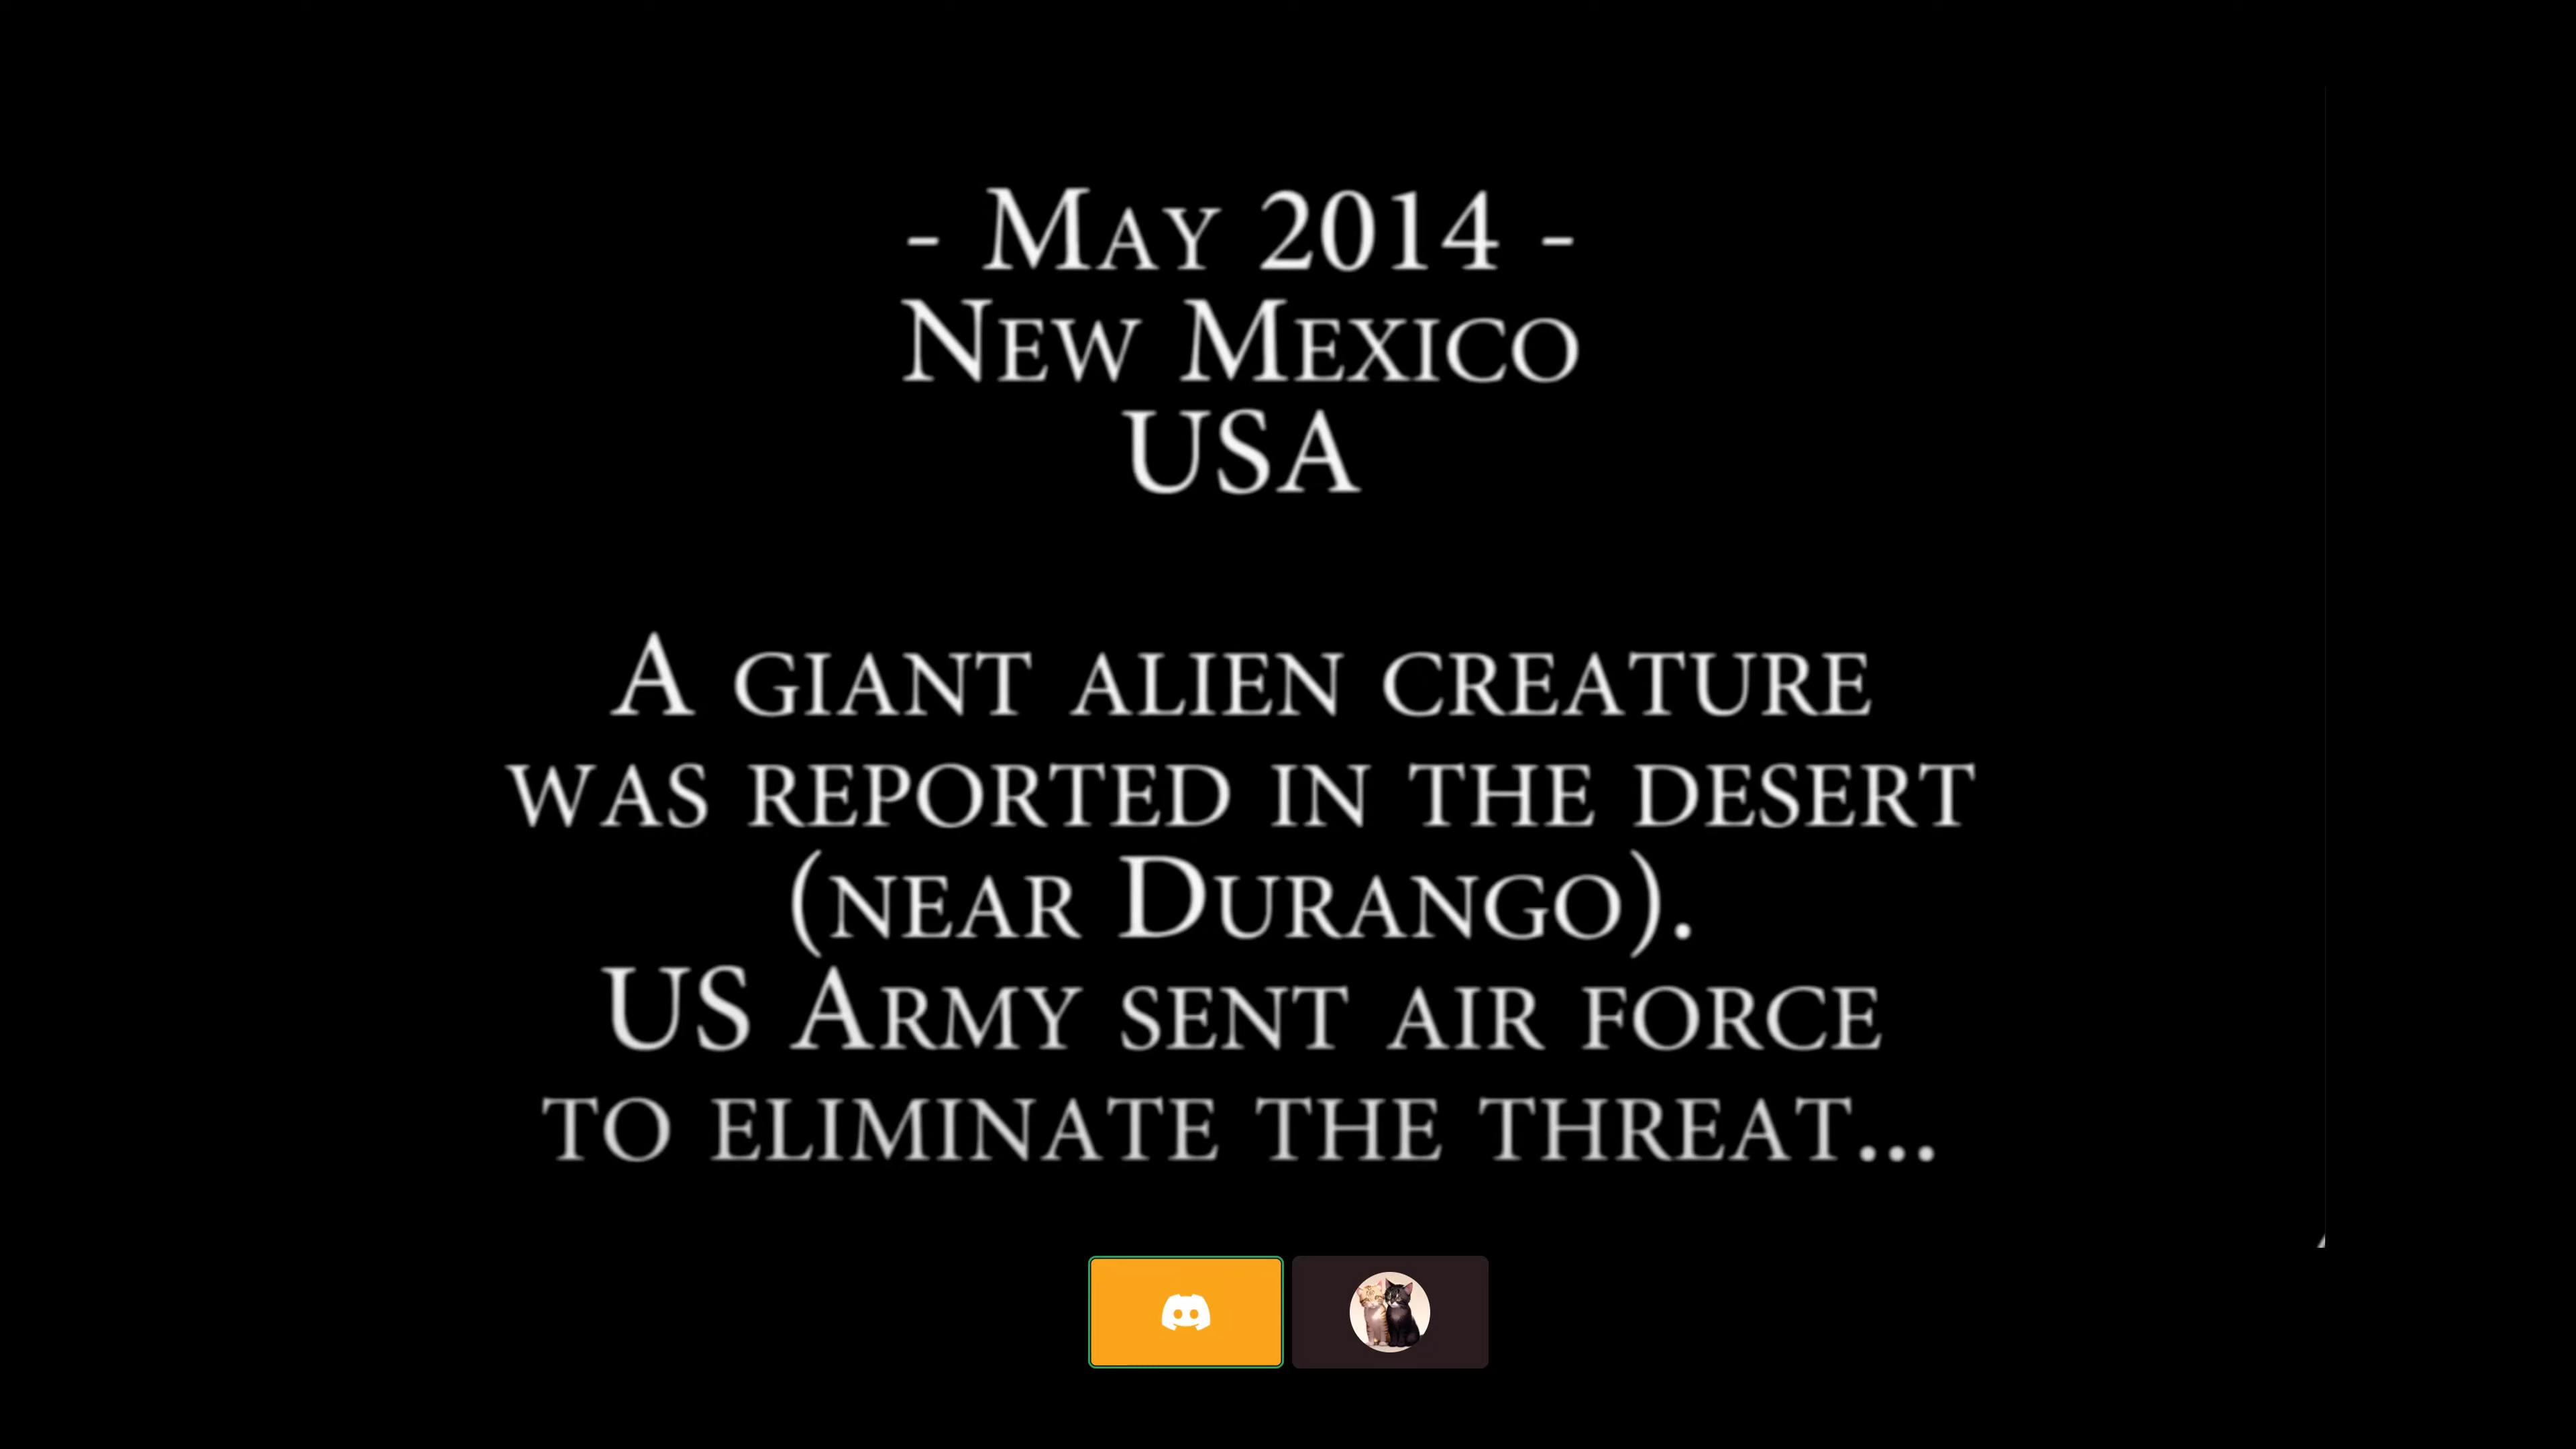 - May 2014 -
New Mexico
USA
A giant alien creature
was reported in the desert
(near Durango).
US Army sent air force
to eliminate the threat...